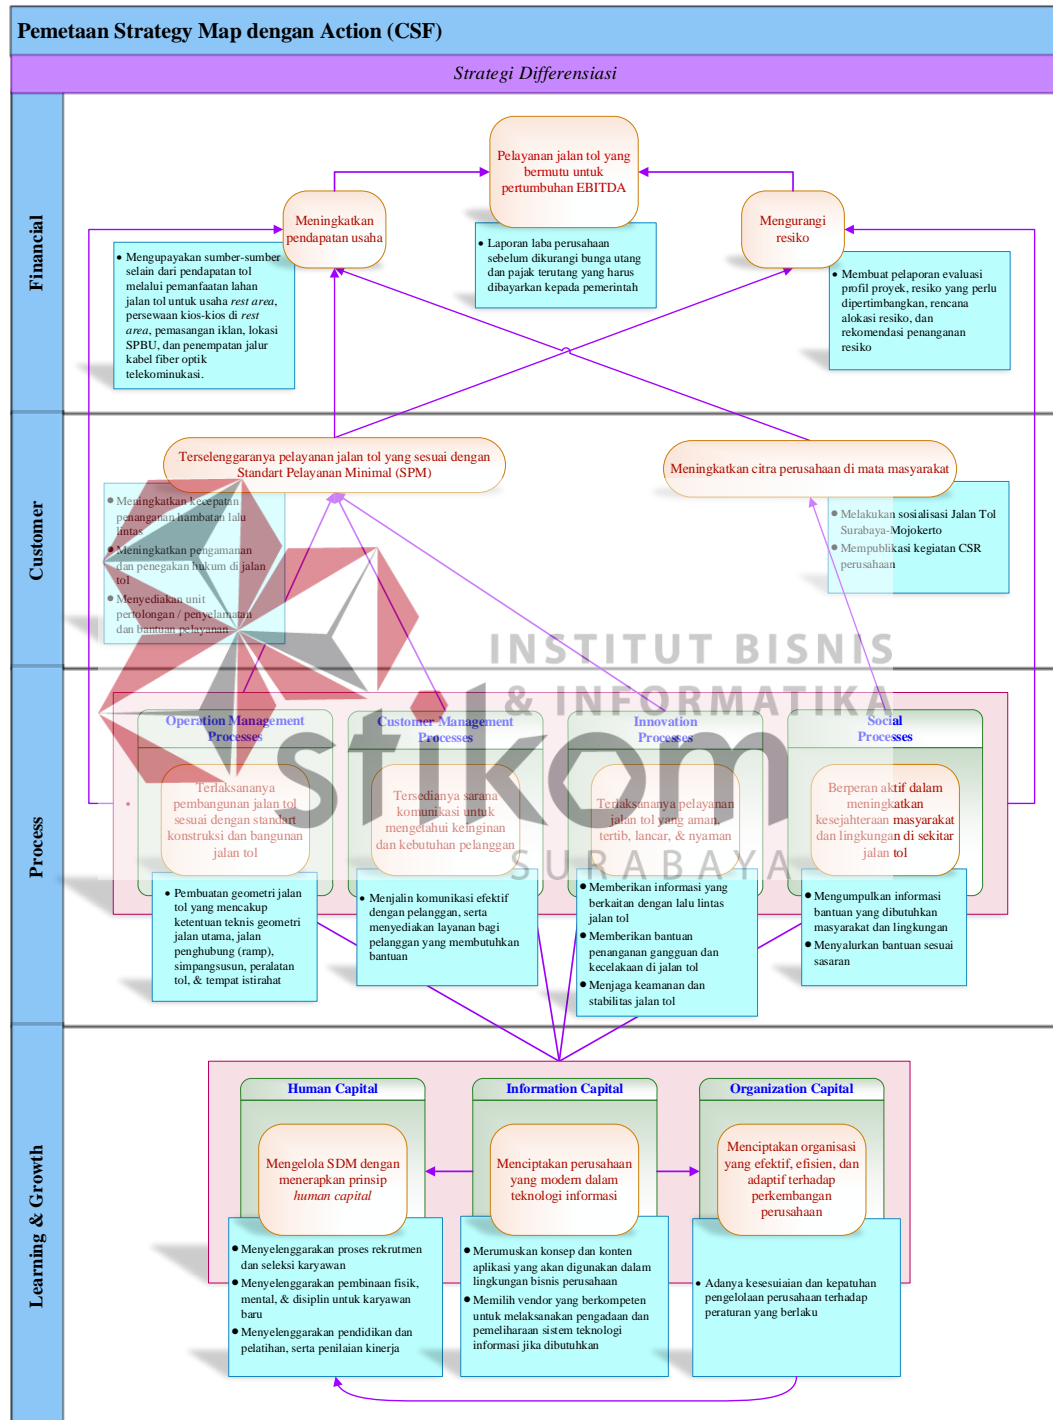 Pemetaan Strategy Map dengan Action (CSF)
Strategi Differensiasi
Financial
Pelayanan jalan tol yang
bermutu untuk
pertumbuhan EBITDA
Meningkatkan
pendapatan usaha
Mengurangi
resiko
• Laporan laba perusahaan
sebelum dikurangi bunga utang
dan pajak terutang yang harus
dibayarkan kepada pemerintah
• Mengupayakan sumber-sumber
selain dari pendapatan tol
melalui pemanfaatan lahan
jalan tol untuk usaha rest area,
persewaan kios-kios di rest
area, pemasangan iklan, lokasi
SPBU, dan penempatan jalur
kabel fiber optik
telekominukasi.
• Membuat pelaporan evaluasi
profil proyek, resiko yang perlu
dipertimbangkan, rencana
alokasi resiko, dan
rekomendasi penanganan
resiko
Customer
Terselenggaranya pelayanan jalan tol yang sesuai dengan
Standart Pelayanan Minimal (SPM)
Meningkatkan citra perusahaan di mata masyarakat
• Meningkatkan kecepatan
penanganan hambatan lalu
lintas
• Meningkatkan pengamanan
dan penegakan hukum di jalan
tol
• Menyediakan unit
pertolongan / penyelamatan
dan bantuan pelayanan
• Melakukan sosialisasi Jalan Tol
Surabaya-Mojokerto
• Mempublikasi kegiatan CSR
perusahaan
INSTITUT BISNIS
& INFORMATIKA
stikom
SURABAYA
Process
Operation Management
Processes
Terlaksananya
pembangunan jalan tol
sesuai dengan standart
konstruksi dan bangunan
jalan tol
• Pembuatan geometri jalan
tol yang mencakup
ketentuan teknis geometri
jalan utama, jalan
penghubung (ramp),
simpangsusun, peralatan
tol, & tempat istirahat
Customer Management
Processes
Tersedianya sarana
komunikasi untuk
mengetahui keinginan
dan kebutuhan pelanggan
• Menjalin komunikasi efektif
dengan pelanggan, serta
menyediakan layanan bagi
pelanggan yang membutuhkan
bantuan
Innovation
Processes
Terlaksananya pelayanan
jalan tol yang aman,
tertib, lancar, & nyaman
• Memberikan informasi yang
berkaitan dengan lalu lintas
jalan tol
• Memberikan bantuan
penanganan gangguan dan
kecelakaan di jalan tol
• Menjaga keamanan dan
stabilitas jalan tol
Social
Processes
Berperan aktif dalam
meningkatkan
kesejahteraan masyarakat
dan lingkungan di sekitar
jalan tol
• Mengumpulkan informasi
bantuan yang dibutuhkan
masyarakat dan lingkungan
• Menyalurkan bantuan sesuai
sasaran
Learning & Growth
Human Capital
Mengelola SDM dengan
menerapkan prinsip
human capital
• Menyelenggarakan proses rekrutmen
dan seleksi karyawan
• Menyelenggarakan pembinaan fisik,
mental, & disiplin untuk karyawan
baru
• Menyelenggarakan pendidikan dan
pelatihan, serta penilaian kinerja
Information Capital
Menciptakan perusahaan
yang modern dalam
teknologi informasi
• Merumuskan konsep dan konten
aplikasi yang akan digunakan dalam
lingkungan bisnis perusahaan
• Memilih vendor yang berkompeten
untuk melaksanakan pengadaan dan
pemeliharaan sistem teknologi
informasi jika dibutuhkan
Organization Capital
Menciptakan organisasi
yang efektif, efisien, dan
adaptif terhadap
perkembangan
perusahaan
• Adanya kesesuiaian dan kepatuhan
pengelolaan perusahaan terhadap
peraturan yang berlaku